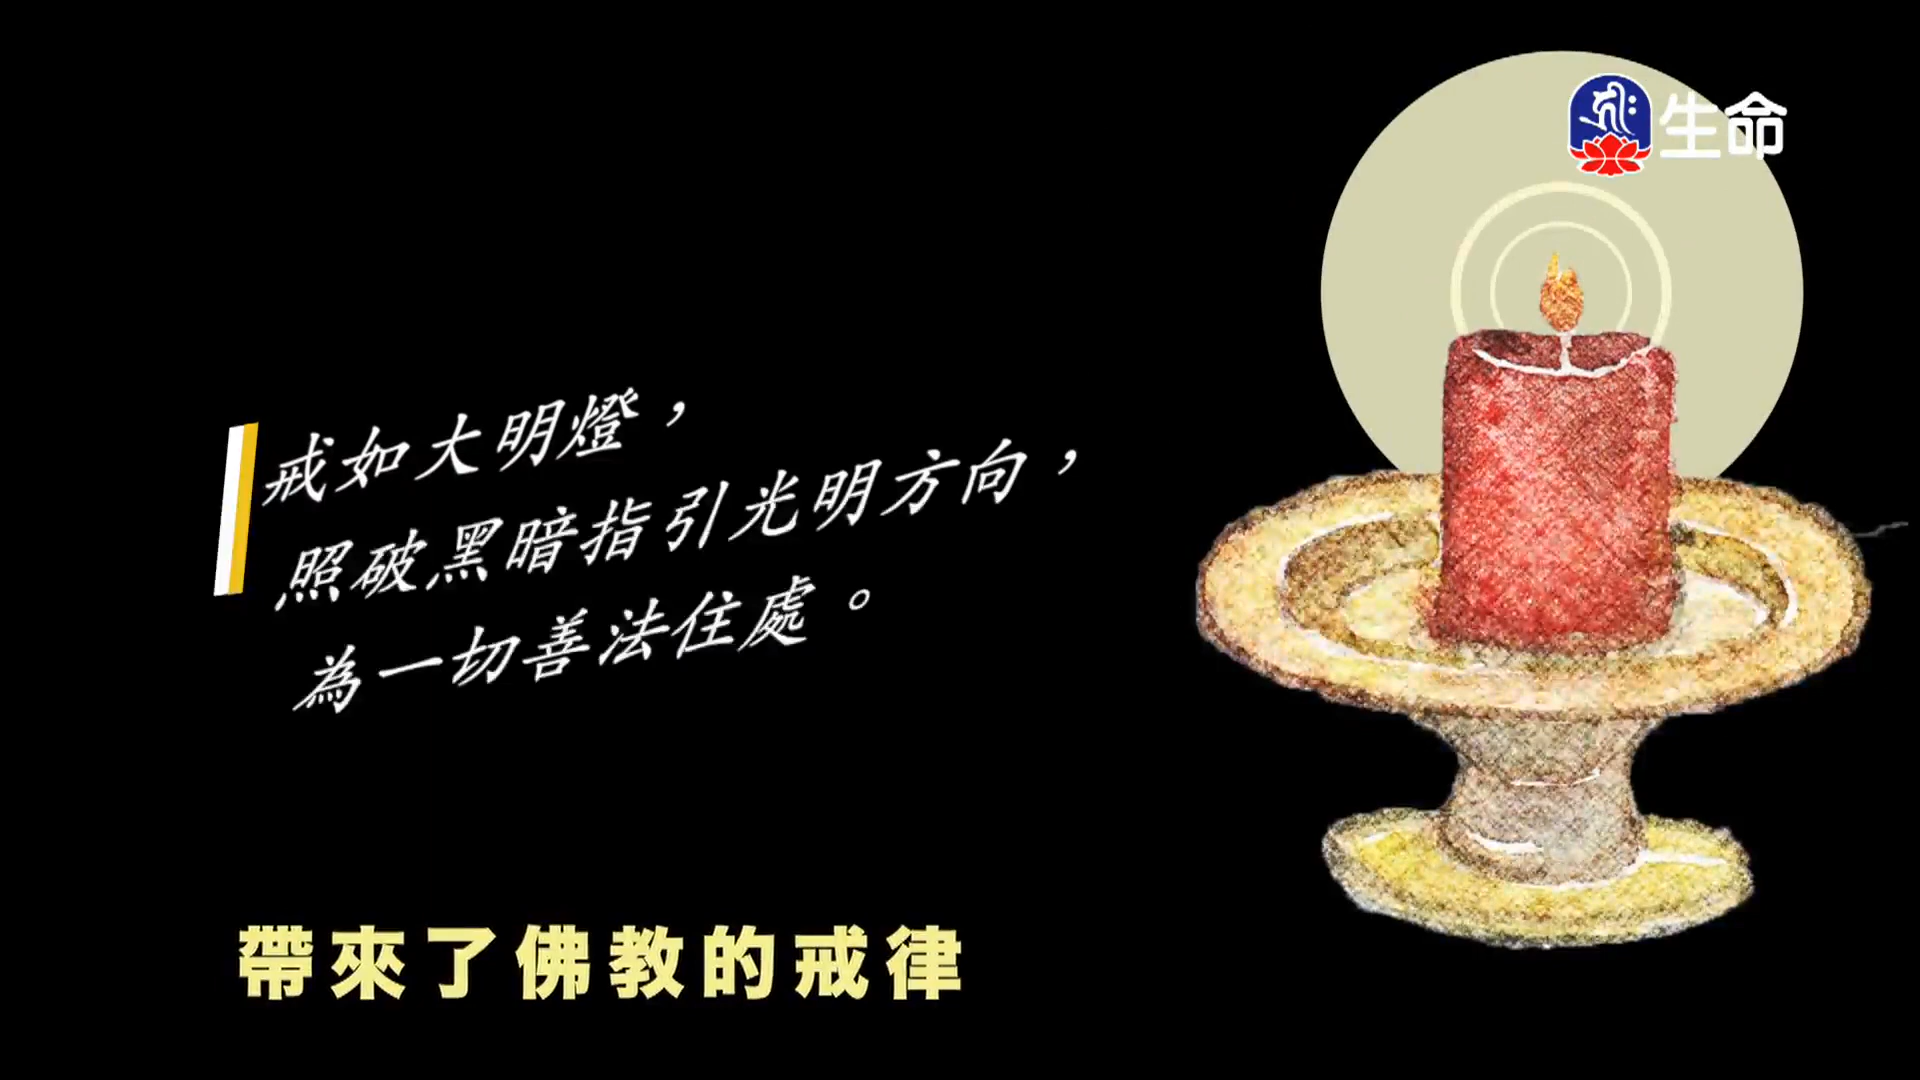 生命
戒如大明燈，
照破黑暗指引光明方向，
為一切善法住處。
帶來了佛教的戒律